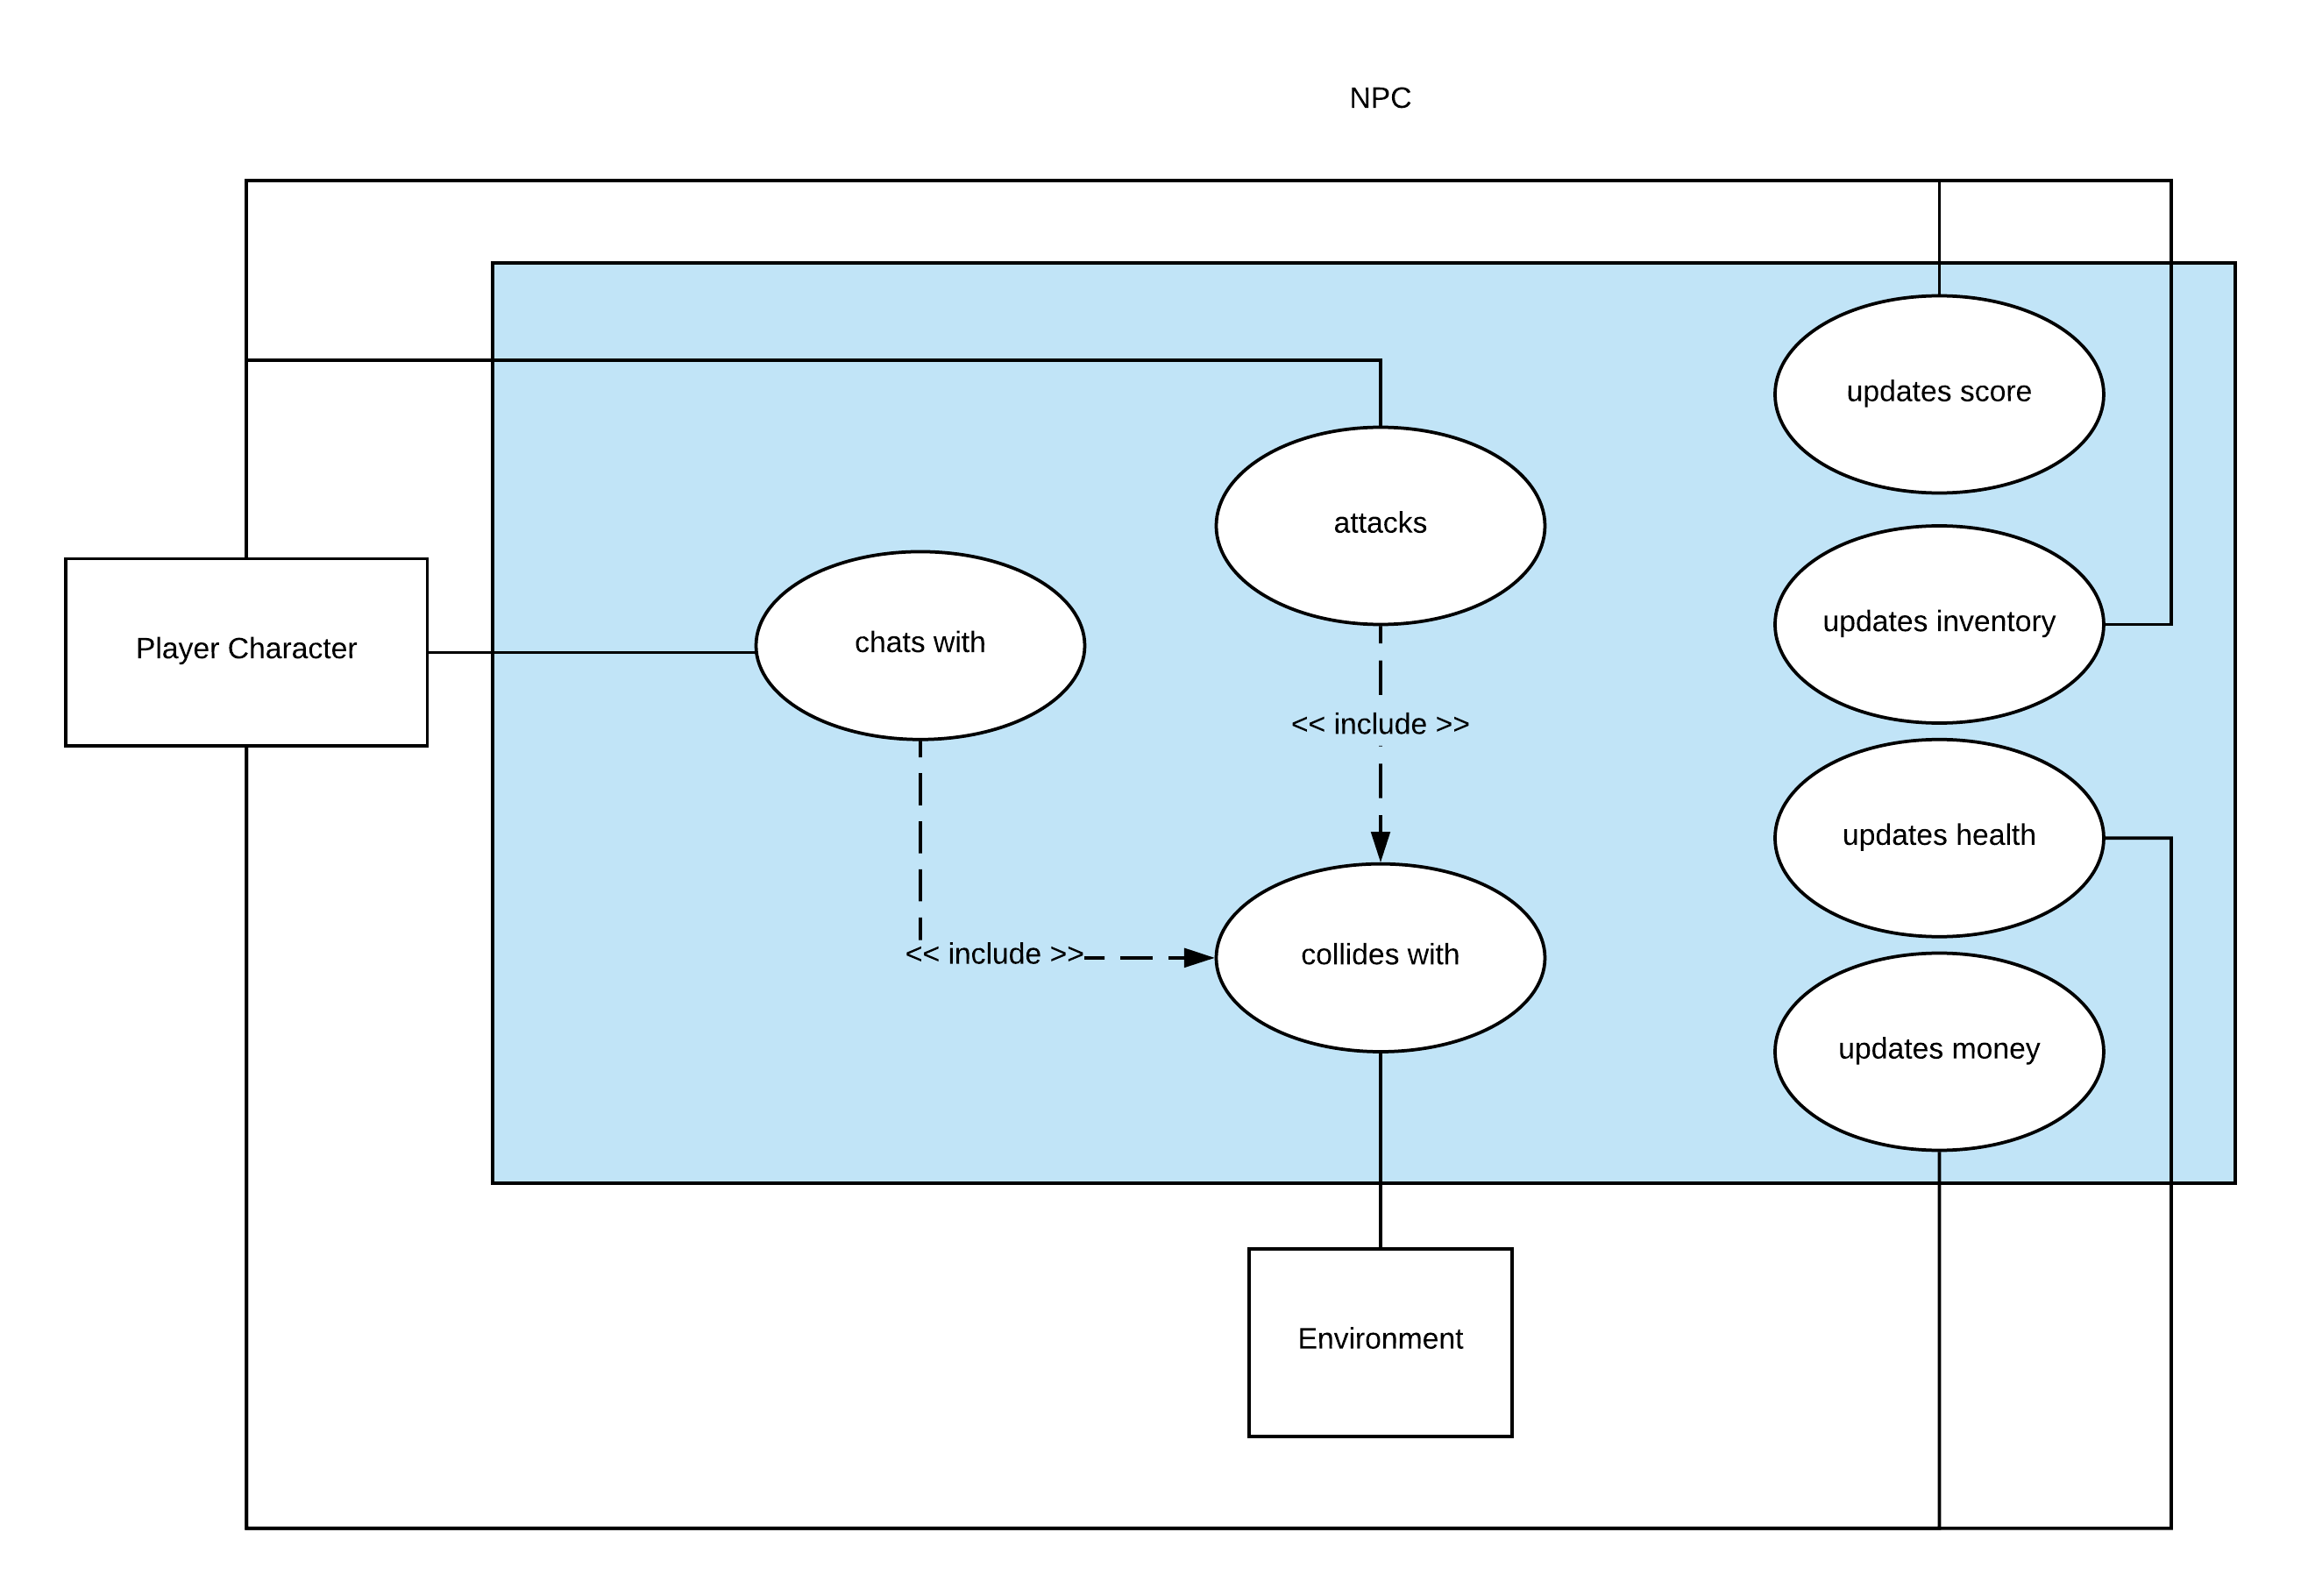 NPC
updates score
attacks
updates inventory
chats with
Player Character
<< include >>
updates health
<< include >>
collides with
updates money
Environment